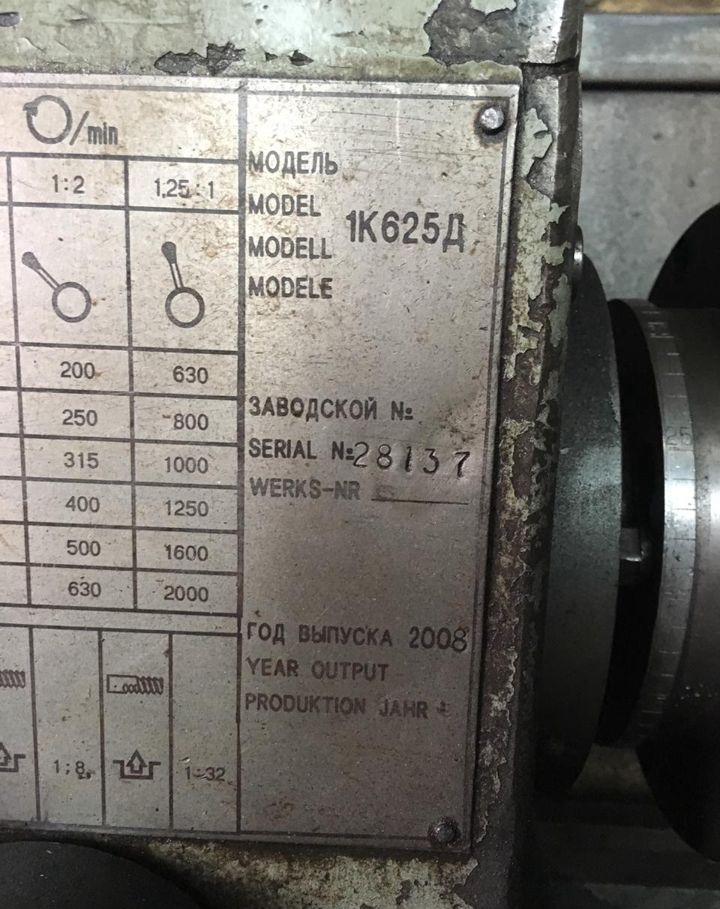 /min
1:2 1,25:1
200 630
250 800
315 1000
400 1250
500 1600
630 2000
1:8 1:32
МОДЕЛЬ
MODEL 1К625Д
MODELL
MODELE
ЗАВОДСКОЙ №
SERIAL № 28137
WERKS-NR
ГОД ВЫПУСКА 2008
YEAR OUTPUT
PRODUKTION JAHR
25